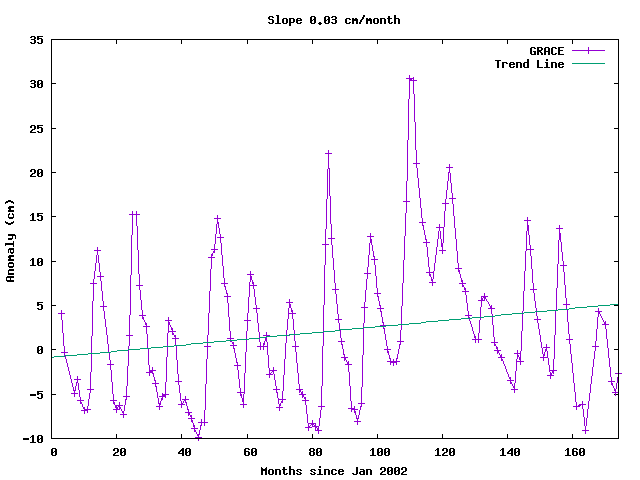 Slope 0.03 cm/month
35
30
25
20
15
10
5
0
-5
-10
Anomaly (cm)
GRACE
Trend Line
0 20 40 60 80 100 120 140 160
Months since Jan 2002